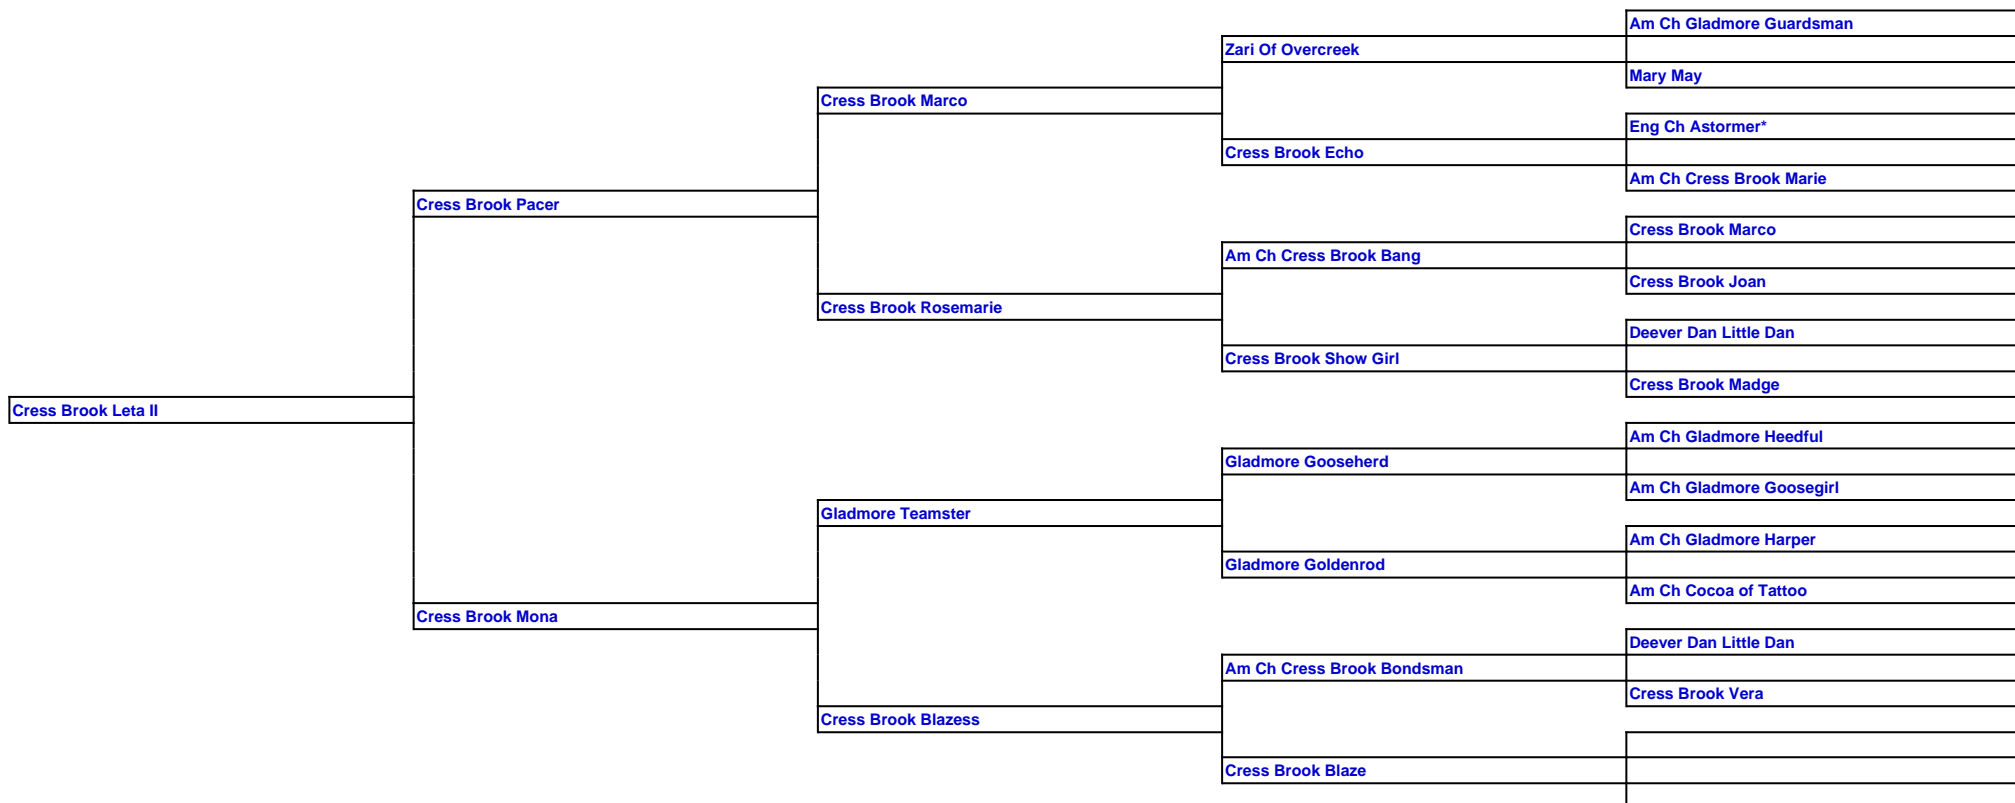 Am Ch Gladmore Guardsman
Zari Of Overcreek
Mary May
Cress Brook Marco
Eng Ch Astormer*
Cress Brook Echo
Am Ch Cress Brook Marie
Cress Brook Pacer
Cress Brook Marco
Am Ch Cress Brook Bang
Cress Brook Joan
Cress Brook Rosemarie
Deever Dan Little Dan
Cress Brook Show Girl
Cress Brook Madge
Cress Brook Leta II
Am Ch Gladmore Heedful
Gladmore Gooseherd
Am Ch Gladmore Goosegirl
Gladmore Teamster
Am Ch Gladmore Harper
Gladmore Goldenrod
Am Ch Cocoa of Tattoo
Cress Brook Mona
Deever Dan Little Dan
Am Ch Cress Brook Bondsman
Cress Brook Vera
Cress Brook Blazess
Cress Brook Blaze